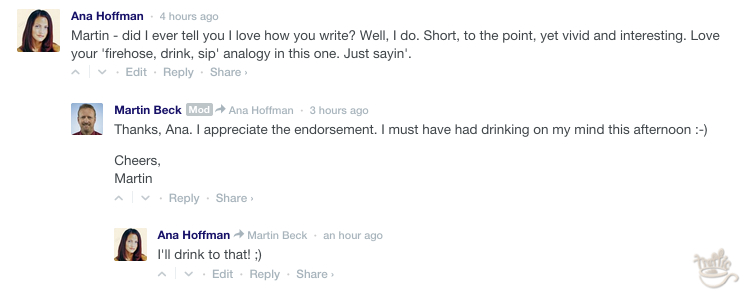 Ana Hoffman · 4 hours ago
Martin - did I ever tell you I love how you write? Well, I do. Short, to the point, yet vivid and interesting. Love
your 'firehose, drink, sip' analogy in this one. Just sayin'.
· Edit · Reply · Share ›
Martin Beck Mod Ana Hoffman · 3 hours ago
Thanks, Ana. I appreciate the endorsement. I must have had drinking on my mind this afternoon :-)
Cheers,
Martin
· Reply · Share ›
Ana Hoffman Martin Beck · an hour ago
I'll drink to that! ;)
· Edit · Reply · Share ›
Traffic